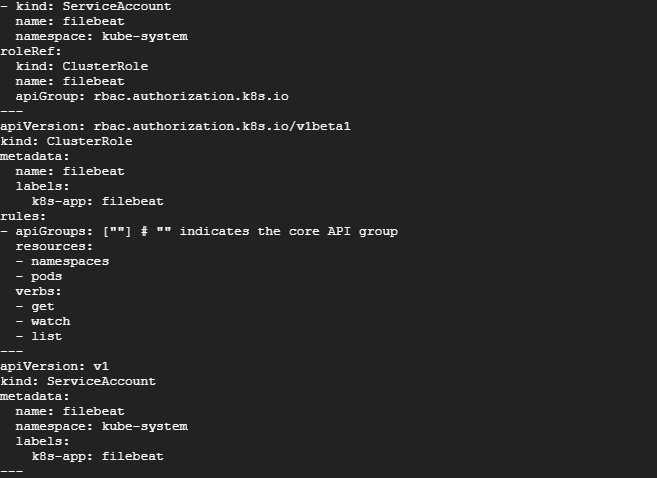 - kind: ServiceAccount
  name: filebeat
  namespace: kube-system
roleRef:
  kind: ClusterRole
  name: filebeat
  apiGroup: rbac.authorization.k8s.io
---
apiVersion: rbac.authorization.k8s.io/v1beta1
kind: ClusterRole
metadata:
  name: filebeat
  labels:
    k8s-app: filebeat
rules:
- apiGroups: [""] # "" indicates the core API group
  resources:
  - namespaces
  - pods
  verbs:
  - get
  - watch
  - list
---
apiVersion: v1
kind: ServiceAccount
metadata:
  name: filebeat
  namespace: kube-system
  labels:
    k8s-app: filebeat
---